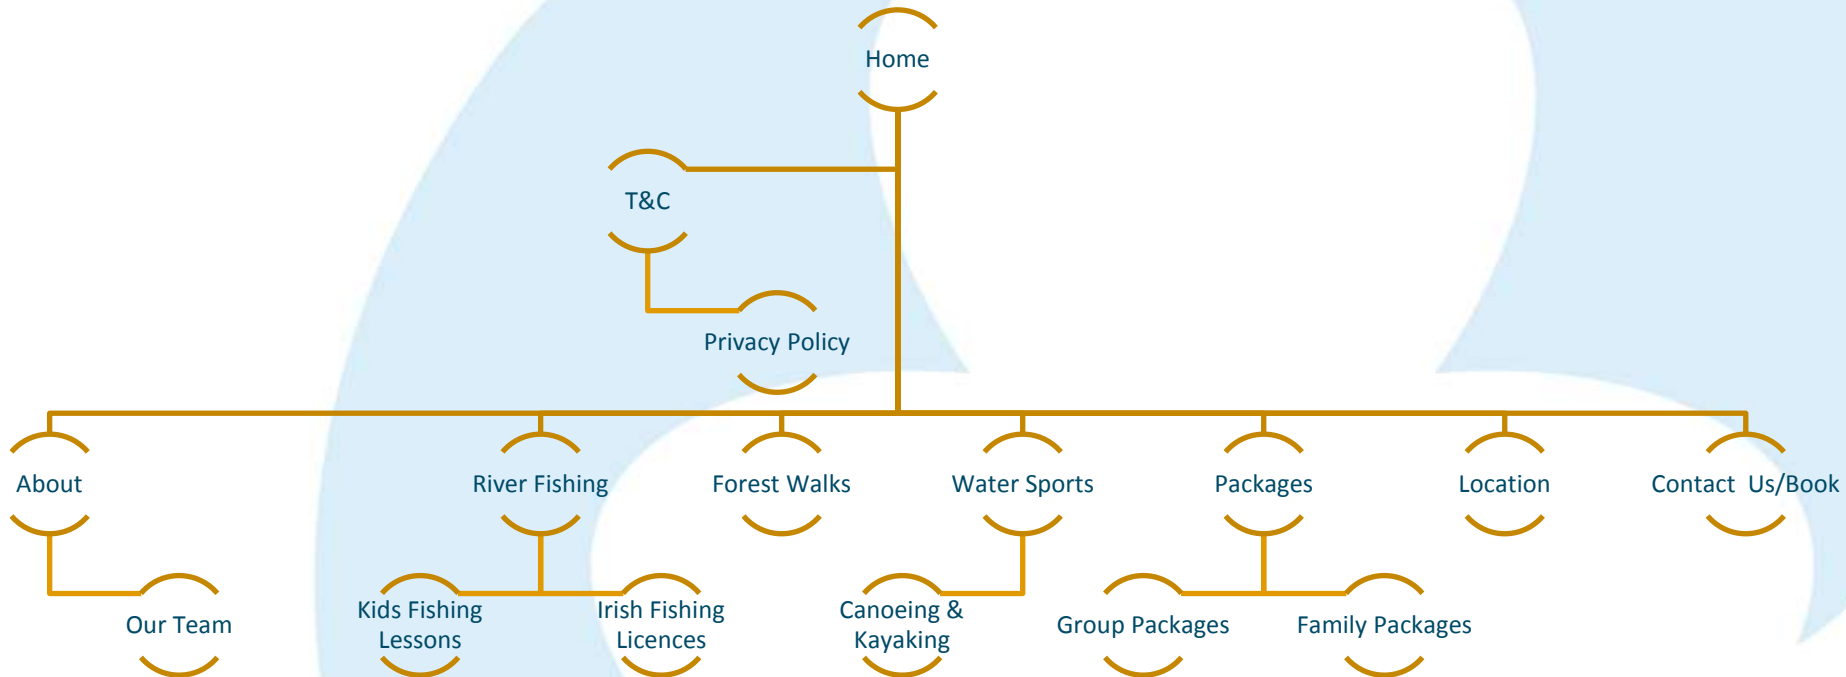 Home
T&C
Privacy Policy
About
River Fishing
Forest Walks
Water Sports
Packages
Location
Contact  Us/Book
Our Team
Kids Fishing
Lessons
Irish Fishing
Licences
Canoeing &
Kayaking
Group Packages
Family Packages